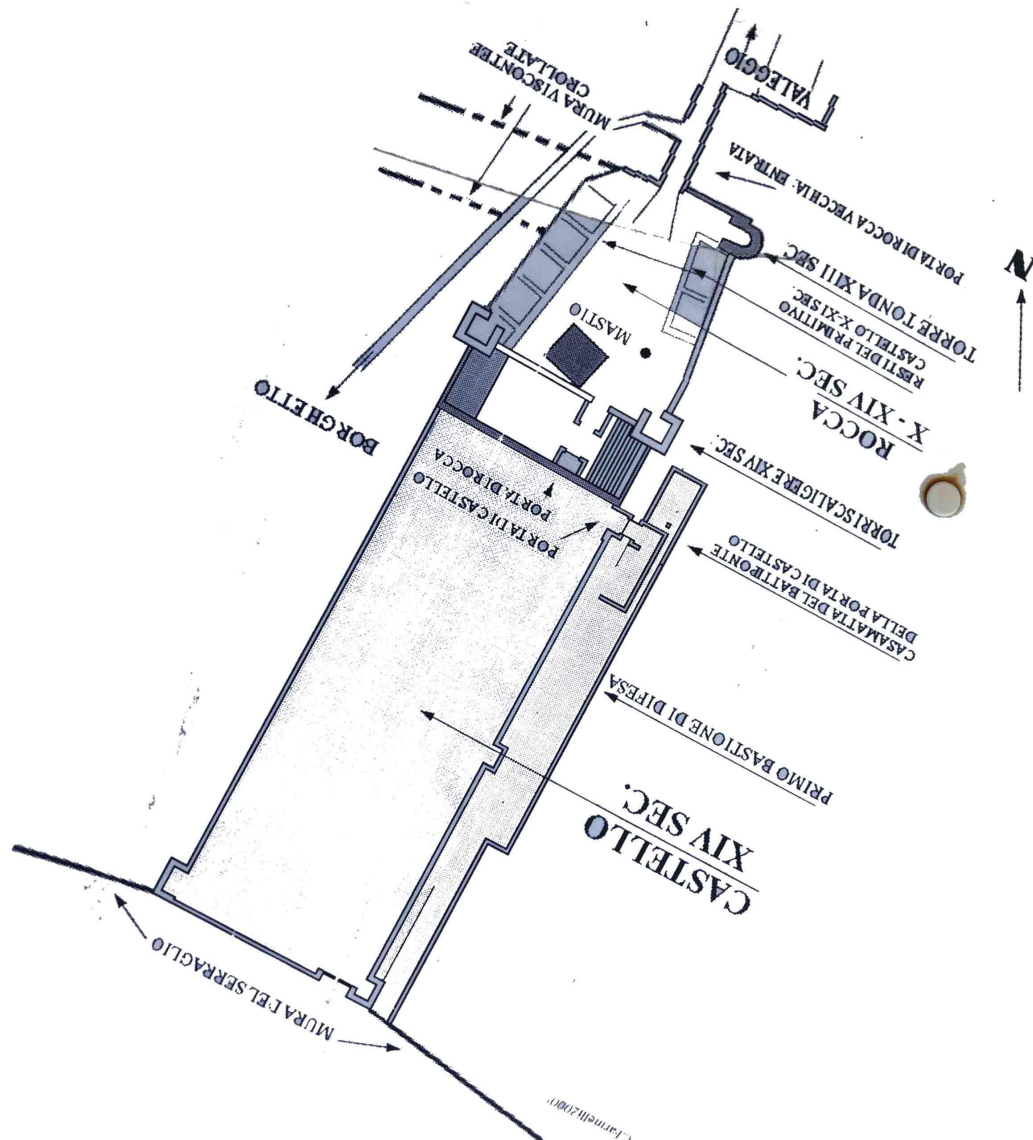 VALEGGIO
MURA VISCONTEE
CROLLATE
PORTA DI ROCCA VECCHIA: ENTRATA
TORRE TONDA XIII SEC.
RESTI DEL PRIMITIVO
CASTELLO X-XI SEC.
ROCCA
X - XIV SEC.
N
MASTIO
BORGHETTO
TORRI SCALIGERE XIV SEC.
PORTA DI ROCCA
PORTA DI CASTELLO
CASAMATTA DEL BATTIPONTE
DELLA PORTA DI CASTELLO
PRIMO BASTIONE DI DIFESA
CASTELLO
XIV SEC.
MURA DEL SERRAGLIO